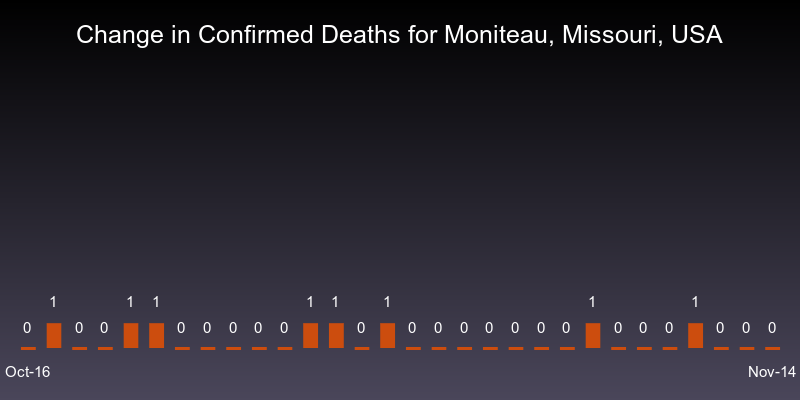 Change in Confirmed Deaths for Moniteau, Missouri, USA
0 1 0 0 1 1 0 0 0 0 0 1 1 0 1 0 0 0 0 0 0 0 1 0 0 0 1 0 0 0
Oct-16 Nov-14